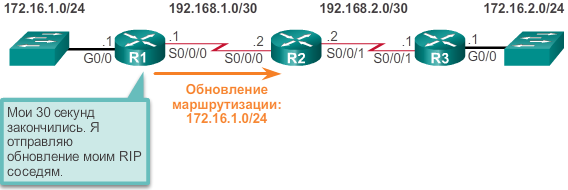 172.16.1.0/24
192.168.1.0/30
192.168.2.0/30
172.16.2.0/24
.1
G0/0
R1
.1
S0/0/0
.2
S0/0/0
R2
.2
S0/0/1
.1
S0/0/1
R3
.1
G0/0
Обновление
маршрутизации:
172.16.1.0/24
Мои 30 секунд
закончились. Я
отправляю
обновление моим RIP
соседям.